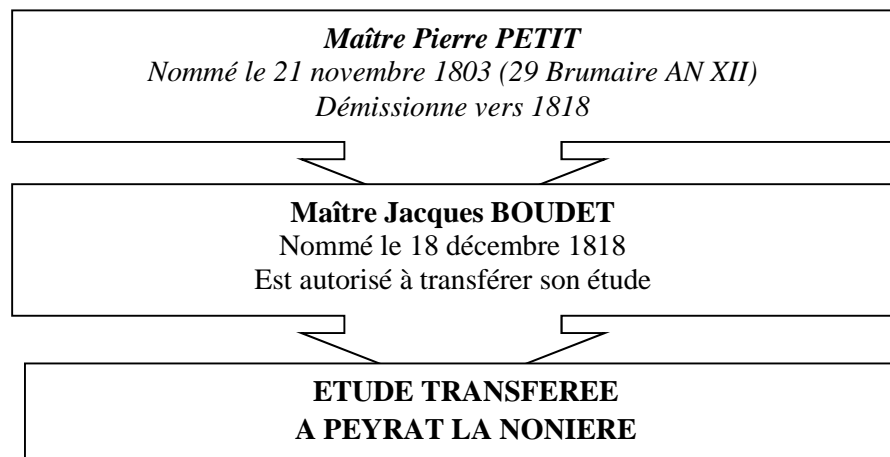 Maître Pierre PETIT
Nommé le 21 novembre 1803 (29 Brumaire AN XII)
Démissionne vers 1818
Maître Jacques BOUDET
Nommé le 18 décembre 1818
Est autorisé à transférer son étude
ETUDE TRANSFEREE
A PEYRAT LA NONIERE